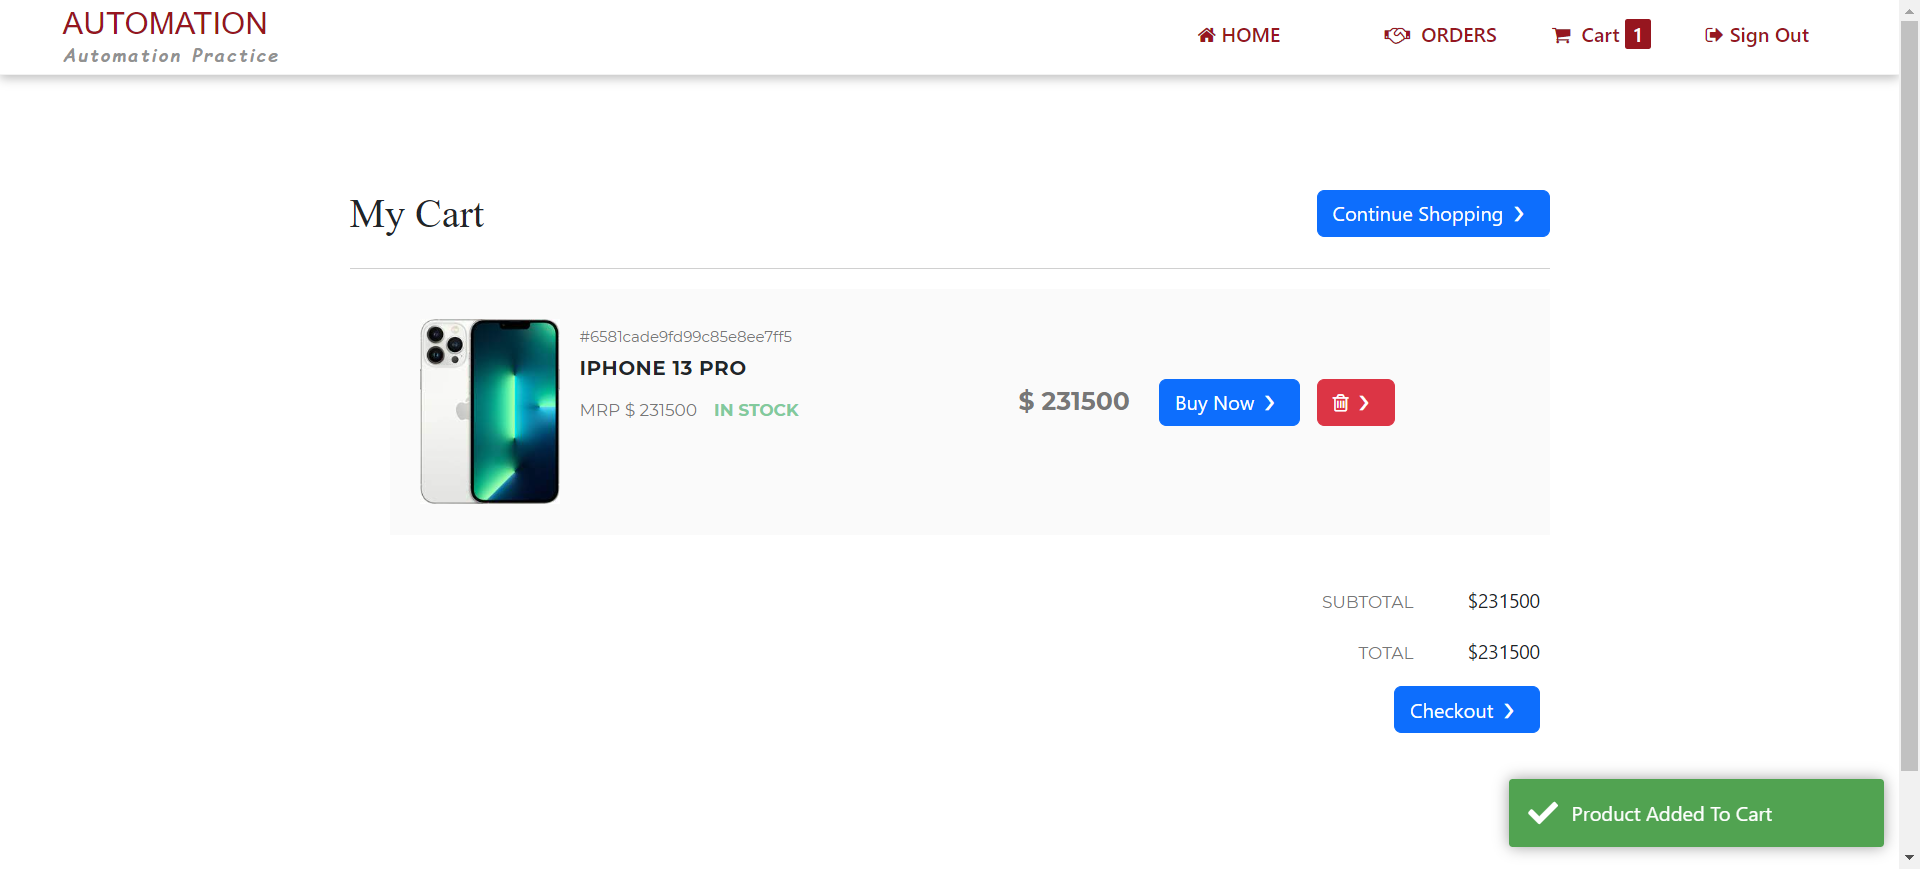 AUTOMATION
Automation Practice
HOME
ORDERS
Cart 1
Sign Out
My Cart
Continue Shopping ❯
#6581cade9fd99c85e8ee7ff5
IPHONE 13 PRO
MRP $ 231500 IN STOCK
$ 231500
Buy Now ❯
❯
SUBTOTAL $231500
TOTAL $231500
Checkout ❯
Product Added To Cart